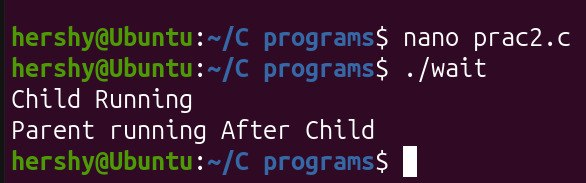 hershy@Ubuntu:~/C programs$ nano prac2.c
hershy@Ubuntu:~/C programs$ ./wait
Child Running
Parent running After Child
hershy@Ubuntu:~/C programs$